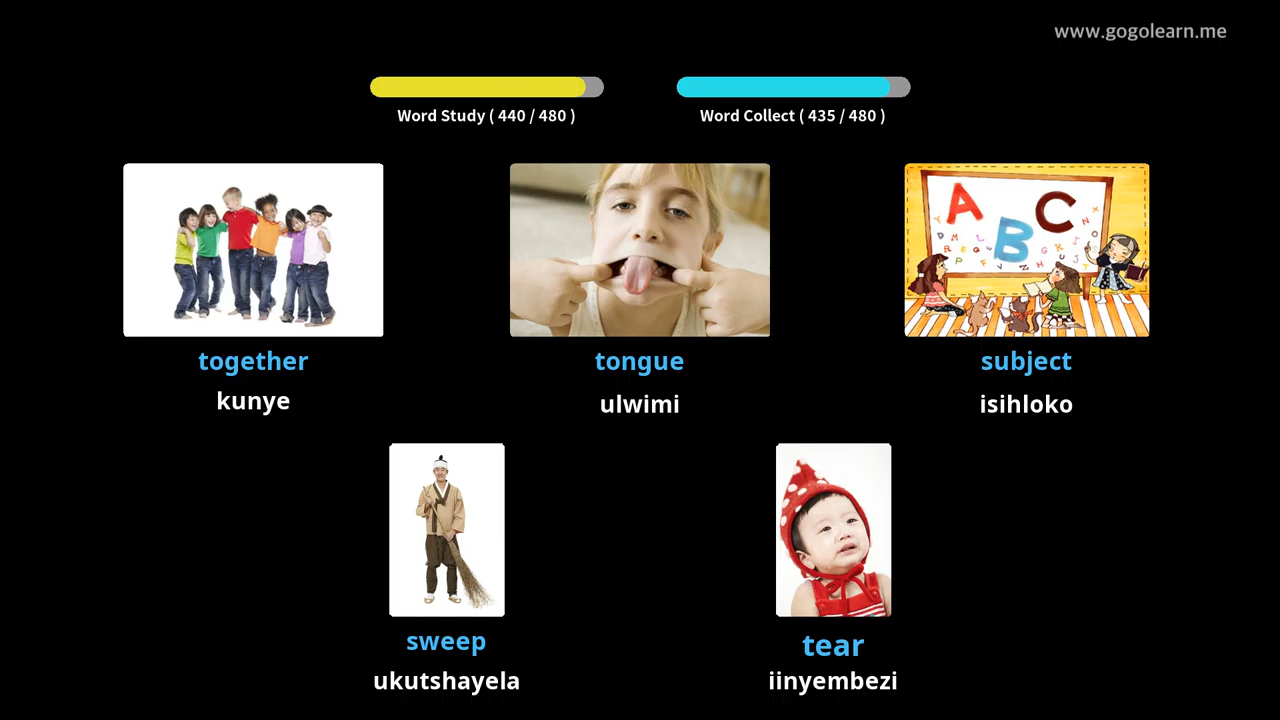 www.gogolearn.me
Word Study ( 440 / 480 )
Word Collect ( 435 / 480 )
A B C
together
tongue
subject
kunye
ulwimi
isihloko
sweep
tear
ukutshayela
iinyembezi